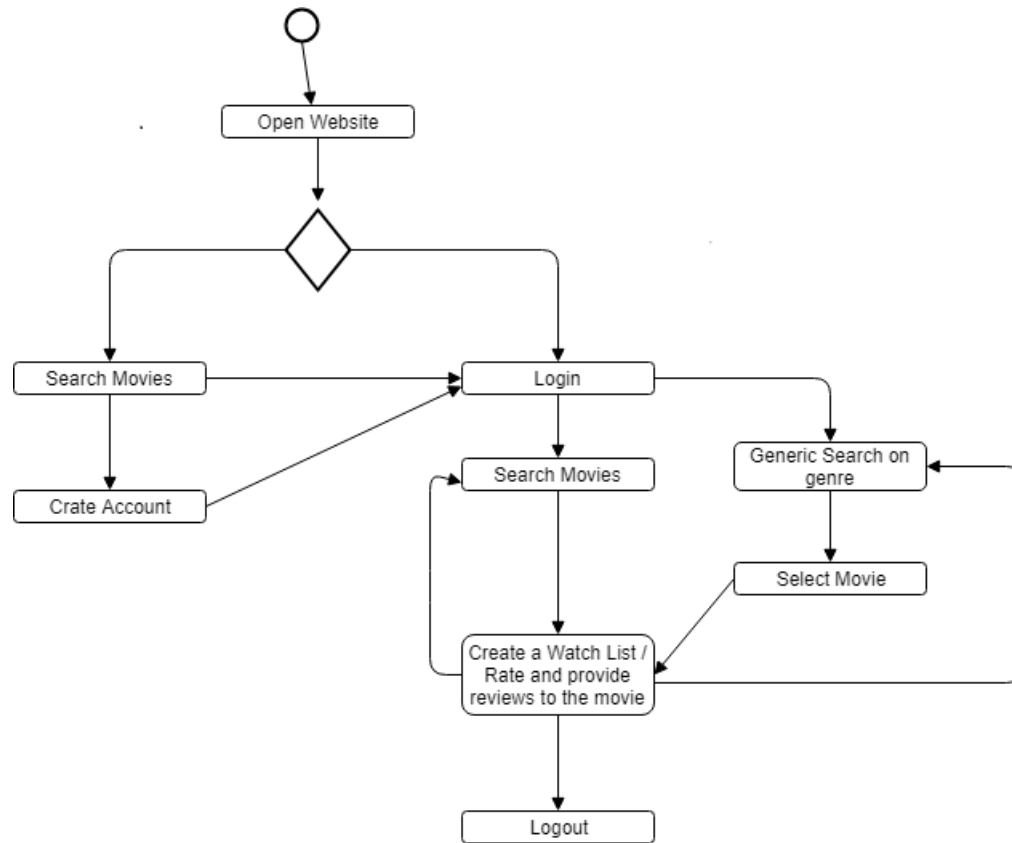 Open Website
Search Movies
Login
Generic Search on
genre
Search Movies
Crate Account
Select Movie
Create a Watch List /
Rate and provide
reviews to the movie
Logout